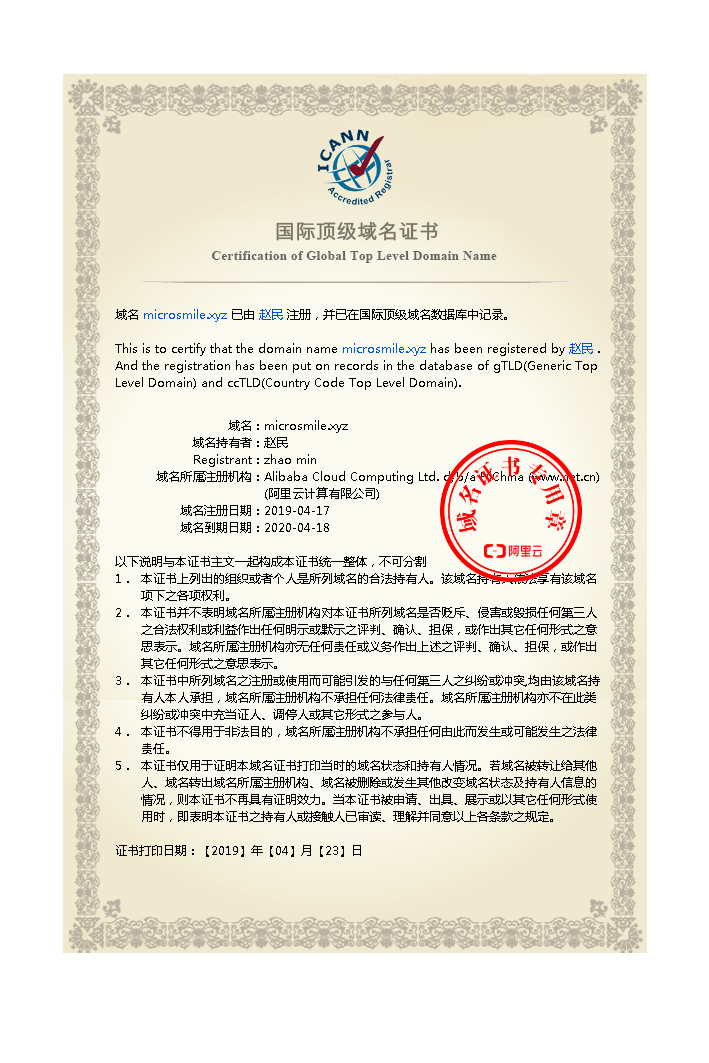 ICANN
Accredited Registrar
国际顶级域名证书
Certification of Global Top Level Domain Name
域名 microsmile.xyz 已由 赵民 注册，并已在国际顶级域名数据库中记录。
This is to certify that the domain name microsmile.xyz has been registered by 赵民 .
And the registration has been put on records in the database of gTLD(Generic Top
Level Domain) and ccTLD(Country Code Top Level Domain).
域名：microsmile.xyz
域名持有者：赵民
Registrant：zhao min
域名所属注册机构：Alibaba Cloud Computing Ltd. d/b/a HiChina (www.net.cn)
(阿里云计算有限公司)
域名注册日期：2019-04-17
域名到期日期：2020-04-18
域名证书专用章
阿里云
以下说明与本证书主文一起构成本证书统一整体，不可分割
1． 本证书上列出的组织或者个人是所列域名的合法持有人。该域名持有人依法享有该域名
项下之各项权利。
2． 本证书并不表明域名所属注册机构对本证书所列域名是否贬斥、侵害或毁损任何第三人
之合法权利或利益作出任何明示或默示之评判、确认、担保，或作出其它任何形式之意
思表示。域名所属注册机构亦无任何责任或义务作出上述之评判、确认、担保，或作出
其它任何形式之意思表示。
3． 本证书中所列域名之注册或使用而可能引发的与任何第三人之纠纷或冲突,均由该域名持
有人本人承担，域名所属注册机构不承担任何法律责任。域名所属注册机构亦不在此类
纠纷或冲突中充当证人、调停人或其它形式之参与人。
4． 本证书不得用于非法目的，域名所属注册机构不承担任何由此而发生或可能发生之法律
责任。
5． 本证书仅用于证明本域名证书打印当时的域名状态和持有人情况。若域名被转让给其他
人、域名转出域名所属注册机构、域名被删除或发生其他改变域名状态及持有人信息的
情况，则本证书不再具有证明效力。当本证书被申请、出具、展示或以其它任何形式使
用时，即表明本证书之持有人或接触人已审读、理解并同意以上各条款之规定。
证书打印日期：【2019】年【04】月【23】日